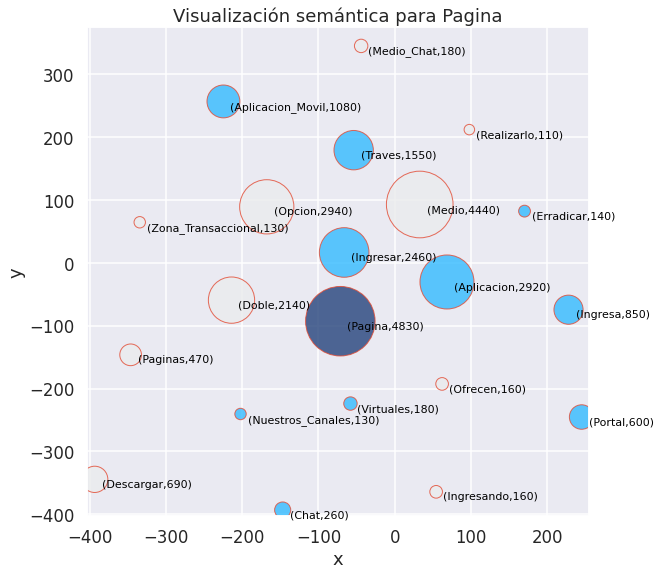 Visualización semántica para Pagina
300
200
100
0
−100
−200
−300
−400
y
(Medio_Chat,180)
(Aplicacion_Movil,1080)
(Realizarlo,110)
(Traves,1550)
(Opcion,2940)
(Medio,4440)
(Erradicar,140)
(Zona_Transaccional,130)
(Ingresar,2460)
(Aplicacion,2920)
(Doble,2140)
(Ingresa,850)
(Pagina,4830)
(Paginas,470)
(Ofrecen,160)
(Virtuales,180)
(Nuestros_Canales,130)
(Portal,600)
(Descargar,690)
(Ingresando,160)
(Chat,260)
−400
−300
−200
−100
0
100
200
x